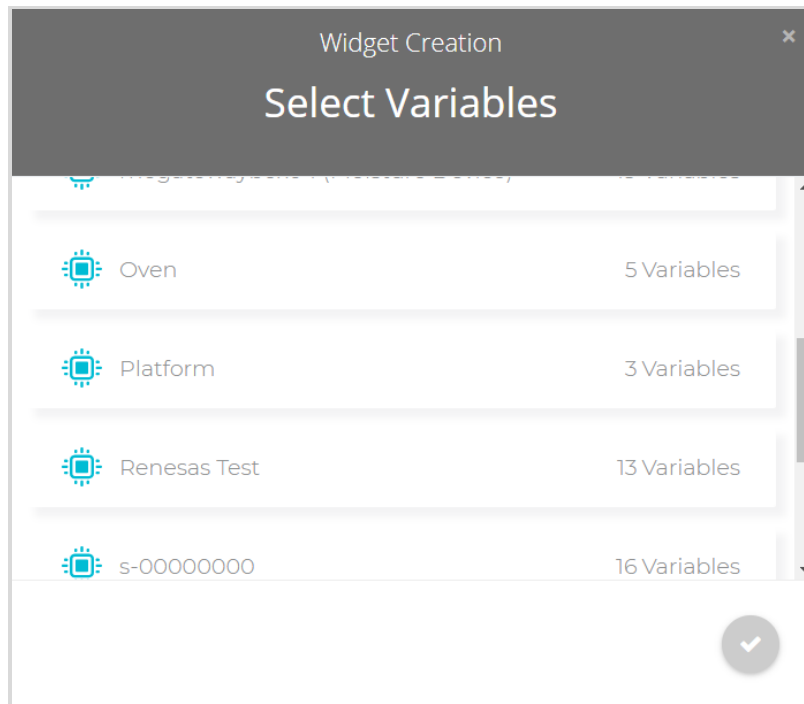 Widget Creation
×
Select Variables
Oven
5 Variables
Platform
3 Variables
Renesas Test
13 Variables
s-00000000
16 Variables